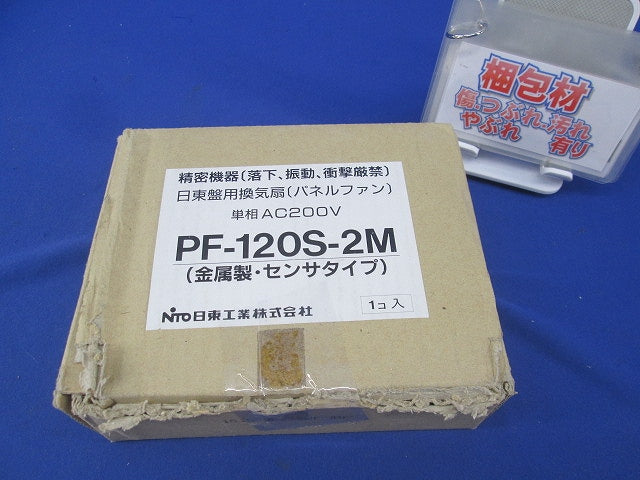 精密機器(落下、振動、衝撃厳禁)
日東盤用換気扇(パネルファン)
単相AC200V
PF-120S-2M
(金属製・センサタイプ)
NITO日東工業株式会社
1コ入
梱包材
傷・つぶれ・汚れ
やぶれ 有り